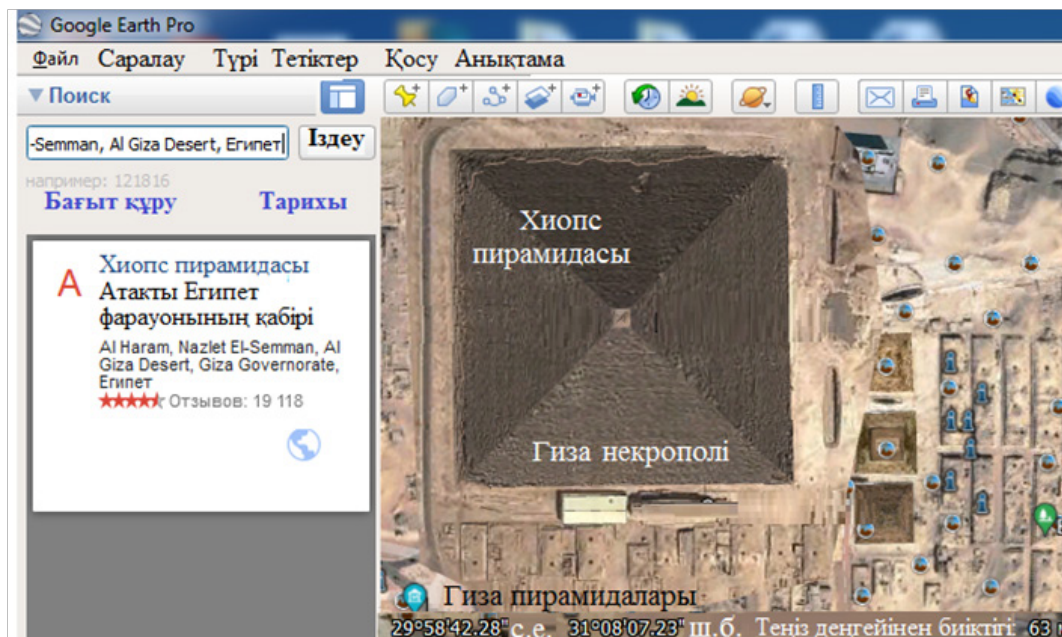 Google Earth Pro
Файл Саралау Түрі Тетіктер Қосу Анықтама
Поиск
-Semman, Al Giza Desert, Египет
Іздеу
например: 121816
Бағыт құру Тарихы
A
Хиопс пирамидасы
Атакты Египет
фарауонының қабірі
Al Haram, Nazlet El-Semman, Al
Giza Desert, Giza Governorate,
Египет
Отзывов: 19 118
Хиопс
пирамидасы
Гиза некрополі
Гиза пирамидалары
29°58'42.28" с.е. 31°08'07.23" ш.б. Теңіз деңгейінен биіктігі: 63